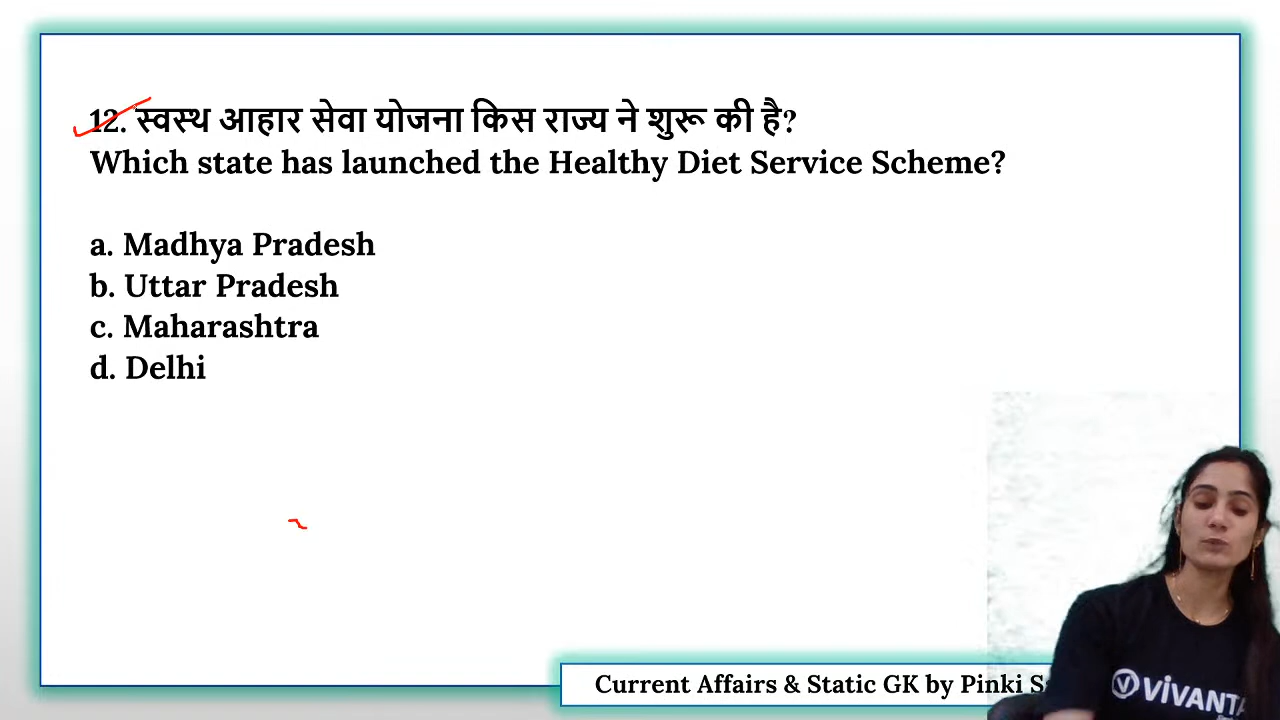 12. स्वस्थ आहार सेवा योजना किस राज्य ने शुरू की है?
Which state has launched the Healthy Diet Service Scheme?
a. Madhya Pradesh
b. Uttar Pradesh
c. Maharashtra
d. Delhi
Current Affairs & Static GK by Pinki
VIVANTA